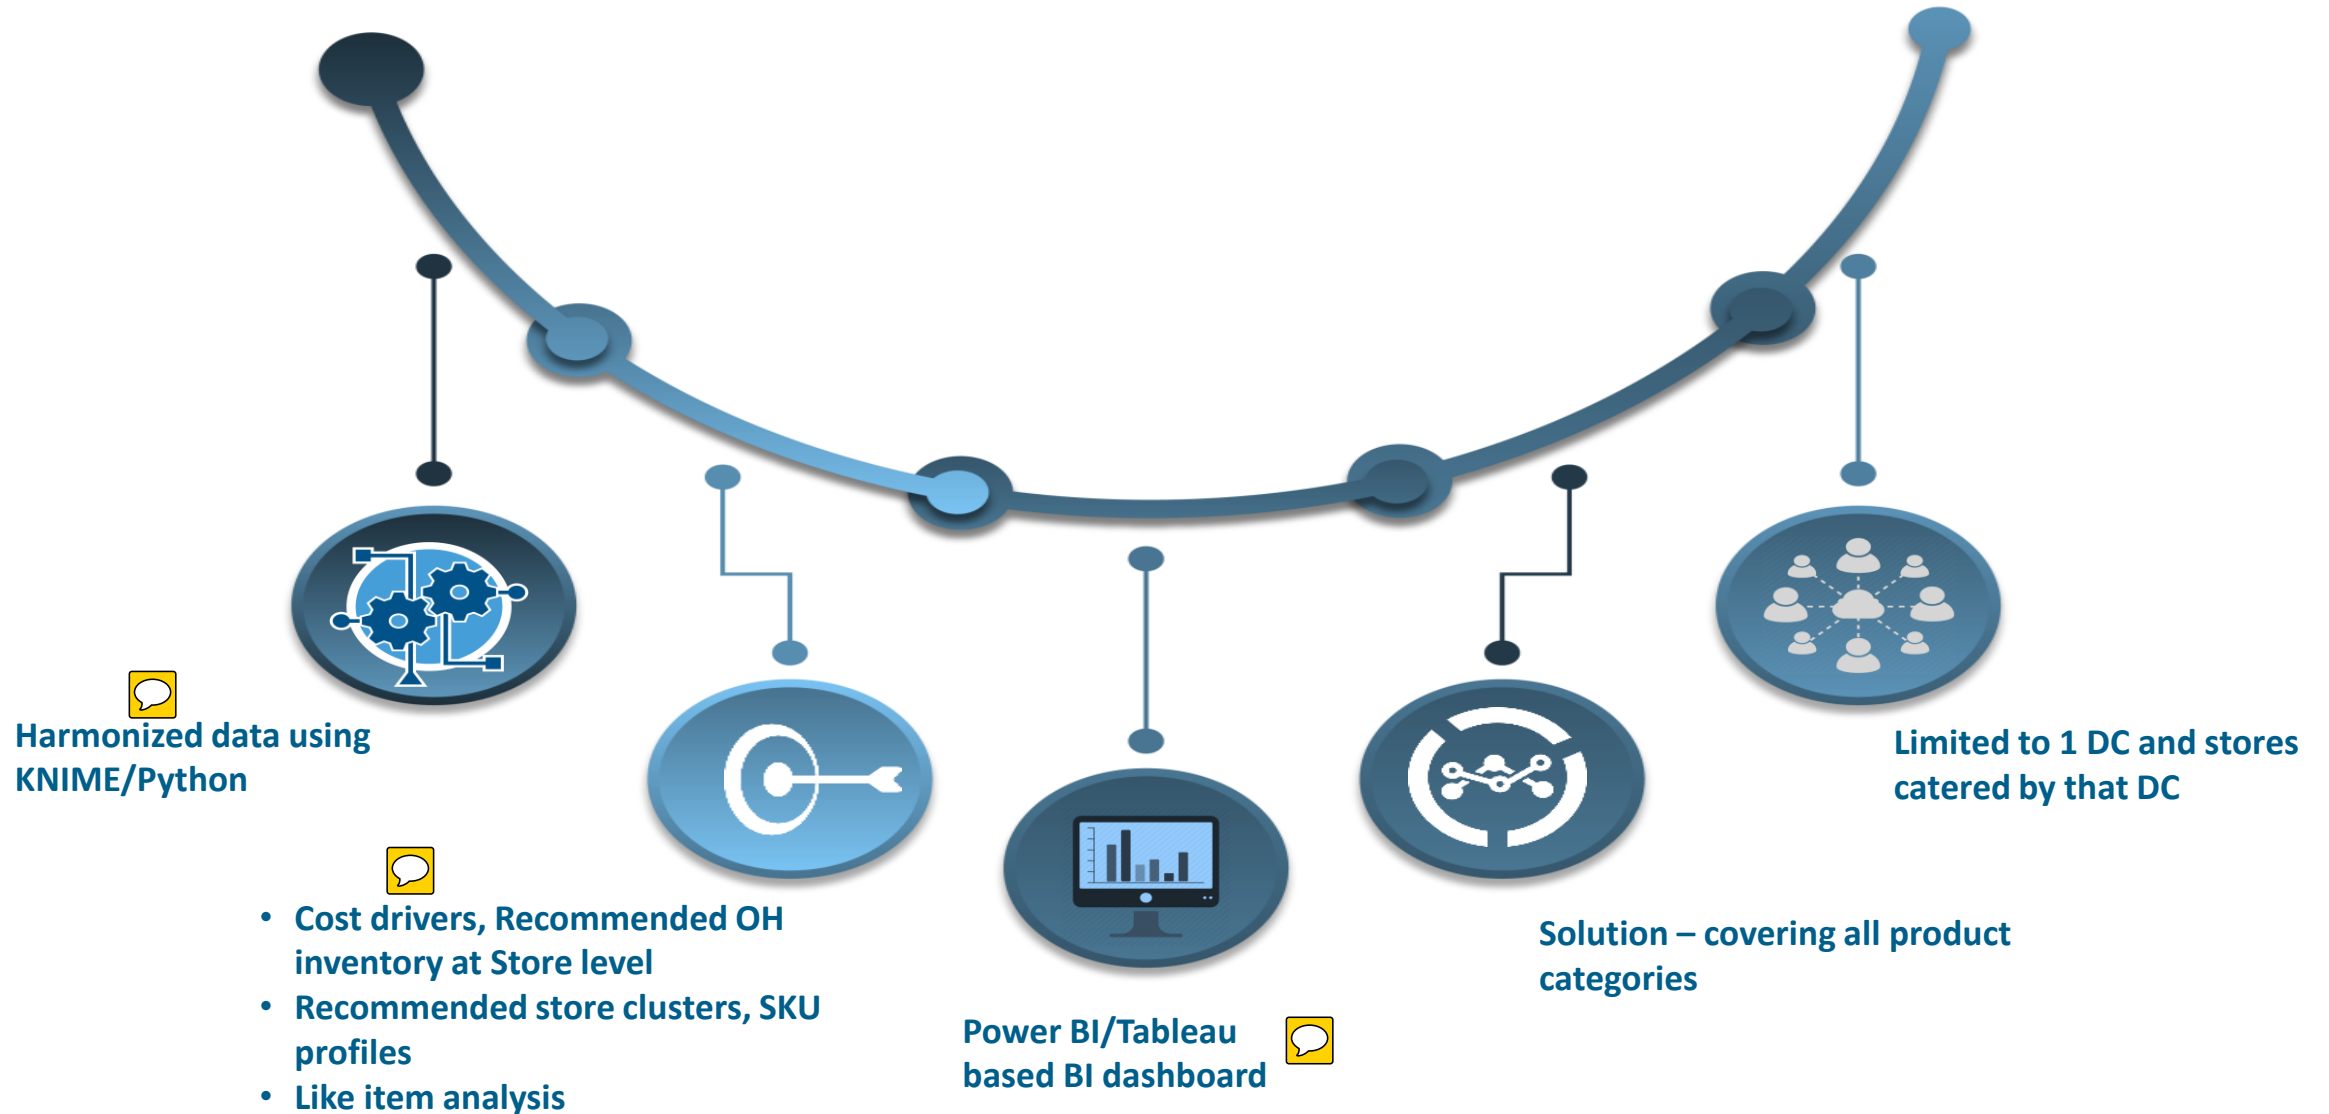 Harmonized data using
KNIME/Python
• Cost drivers, Recommended OH
inventory at Store level
• Recommended store clusters, SKU
profiles
• Like item analysis
Power BI/Tableau
based BI dashboard
Solution – covering all product
categories
Limited to 1 DC and stores
catered by that DC